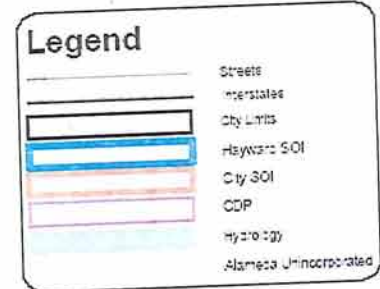 Legend
Streets
Interstates
City Limits
Hayward SOI
City SOI
CDP
Hydrology
Alameda Unincorporated